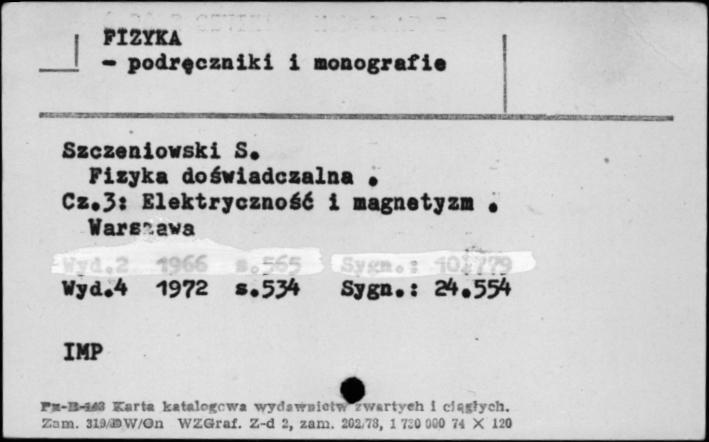 FIZYKA
- podręczniki i monografie
Szczeniowski S.
Fizyka doświadczalna .
Cz.3: Elektryczność i magnetyzm .
Warszawa
Wyd.2 1966 s.565 Sygn.:
Wyd.4 1972 s.534 Sygn.: 24.554
IMP
Karta katalogowa wydawnictw zwartych i ciągłych.
Zam. WZGraf. Z-d 2, zam. 202/78, 1 730 000 74 X 120